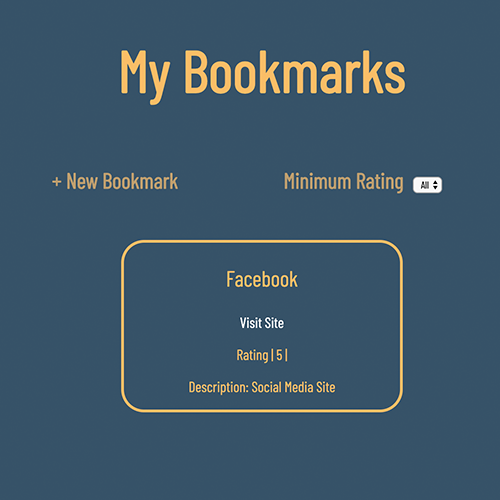 My Bookmarks
+ New Bookmark
Minimum Rating All
Facebook
Visit Site
Rating | 5 |
Description: Social Media Site